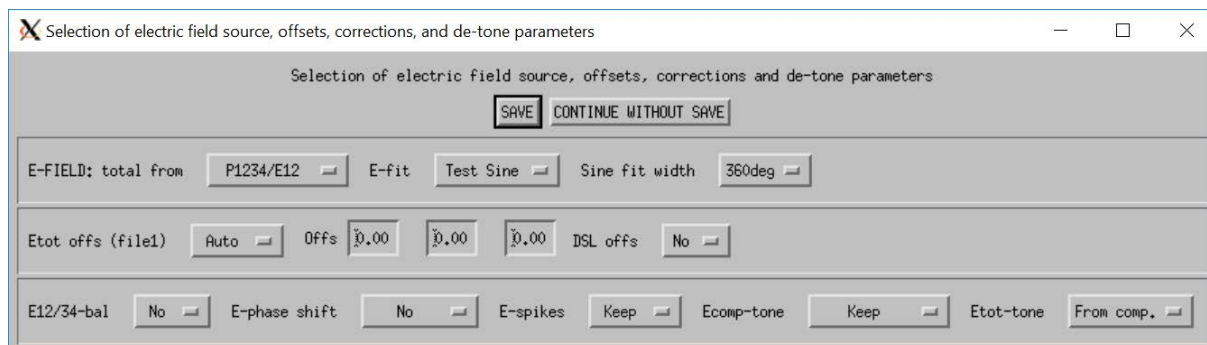 Selection of electric field source, offsets, corrections, and de-tone parameters
Selection of electric field source, offsets, corrections and de-tone parameters
SAVE CONTINUE WITHOUT SAVE
E-FIELD: total from P1234/E12 E-fit Test Sine Sine fit width 360deg
Etot offs (file1) Auto Offs 0.00 0.00 0.00 DSL offs No
E12/34-bal No E-phase shift No E-spikes Keep Ecomp-tone Keep Etot-tone From comp.